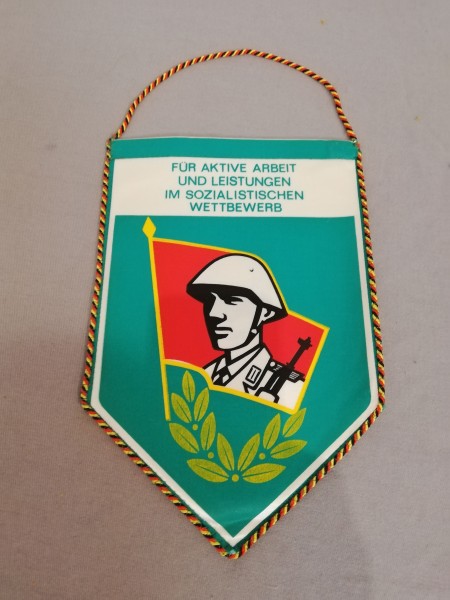 FÜR AKTIVE ARBEIT
UND LEISTUNGEN
IM SOZIALISTISCHEN
WETTBEWERB